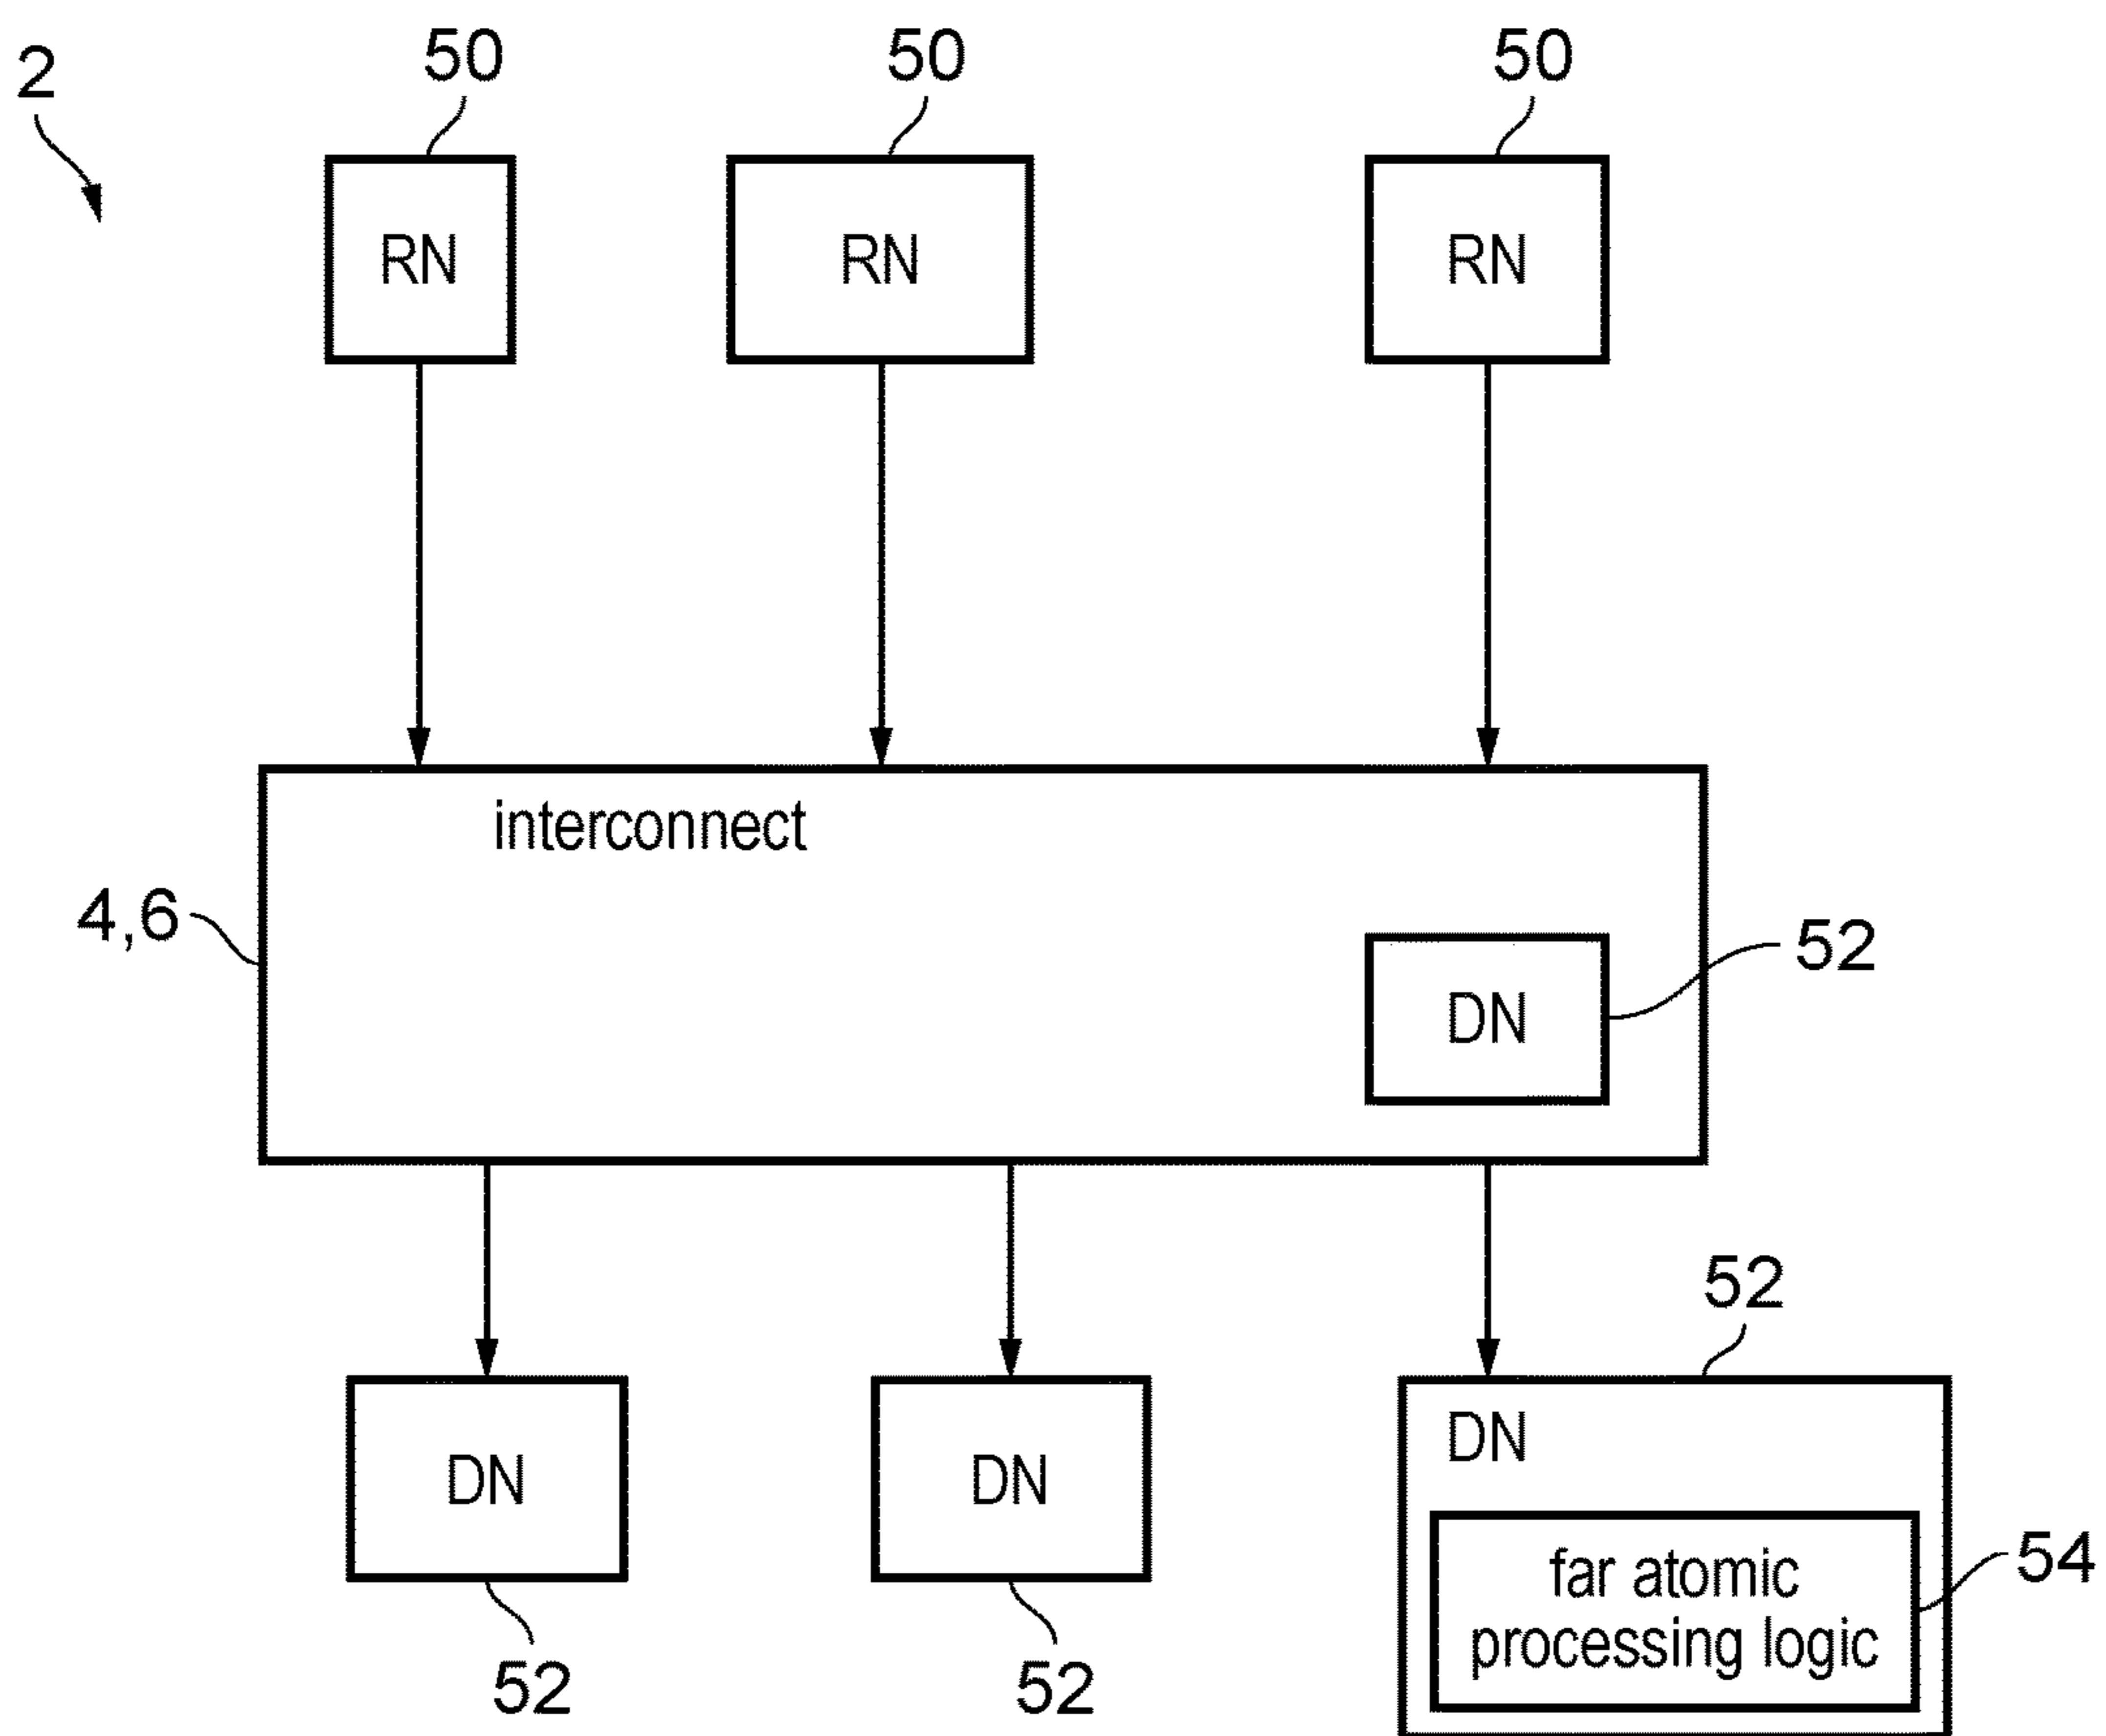 2
50
50
50
RN
RN
RN
interconnect
4,6
52
DN
52
DN
DN
DN
far atomic
processing logic
54
52
52